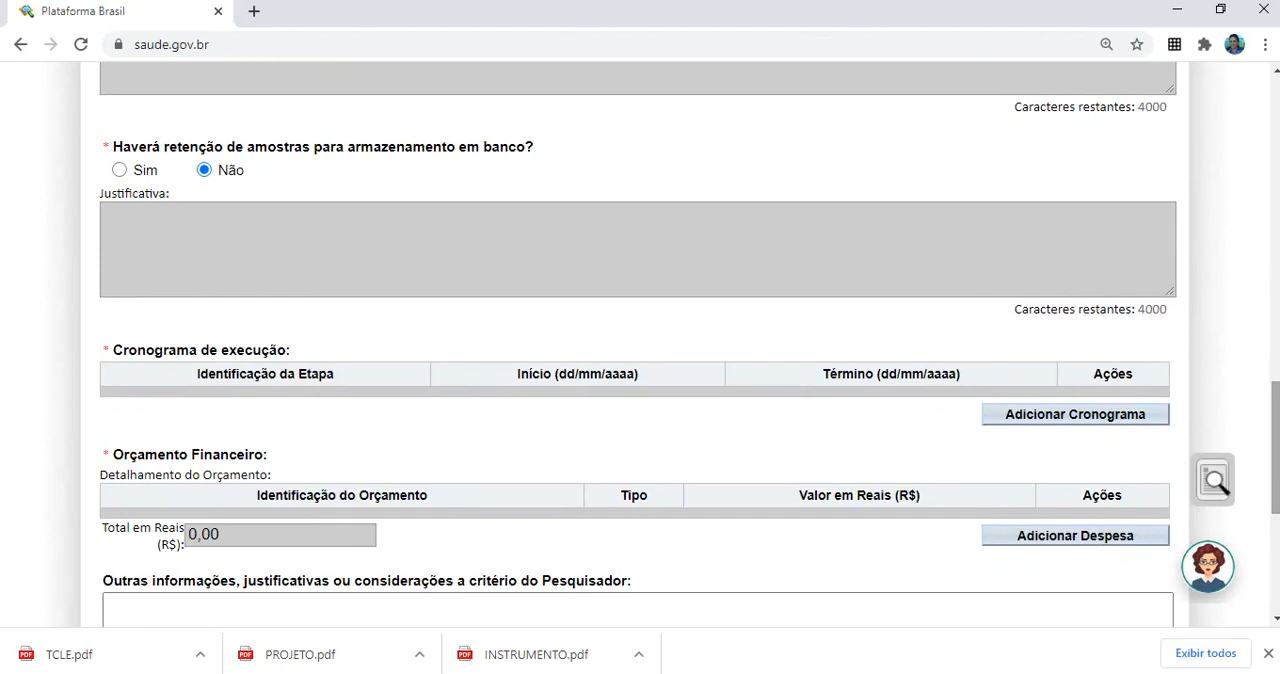 Plataforma Brasil
saude.gov.br
Caracteres restantes: 4000
* Haverá retenção de amostras para armazenamento em banco?
Sim Não
Justificativa:
Caracteres restantes: 4000
* Cronograma de execução:
Identificação da Etapa Início (dd/mm/aaaa) Término (dd/mm/aaaa) Ações
Adicionar Cronograma
* Orçamento Financeiro:
Detalhamento do Orçamento:
Identificação do Orçamento Tipo Valor em Reais (R$) Ações
Total em Reais
(R$): 0,00
Adicionar Despesa
Outras informações, justificativas ou considerações a critério do Pesquisador:
TCLE.pdf PROJETO.pdf INSTRUMENTO.pdf Exibir todos